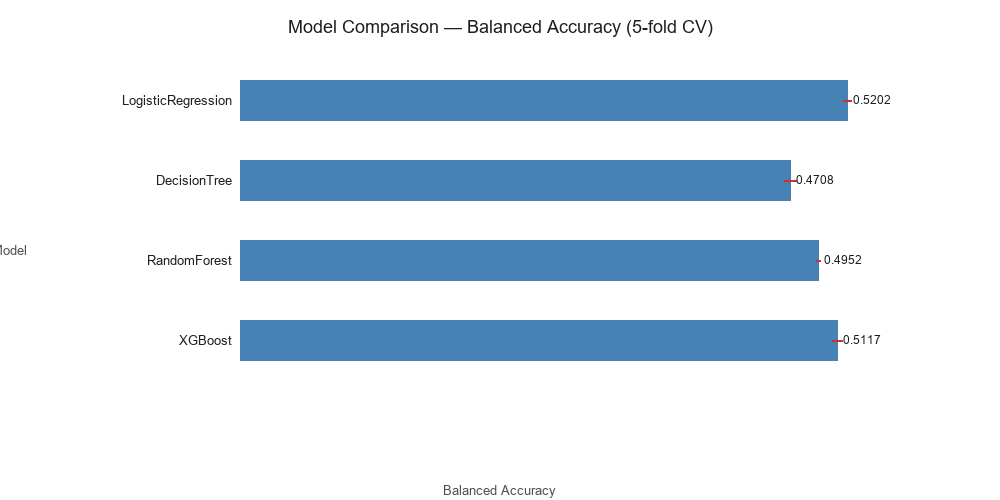 Model Comparison — Balanced Accuracy (5-fold CV)
LogisticRegression 0.5202
DecisionTree 0.4708
Model
RandomForest 0.4952
XGBoost 0.5117
Balanced Accuracy